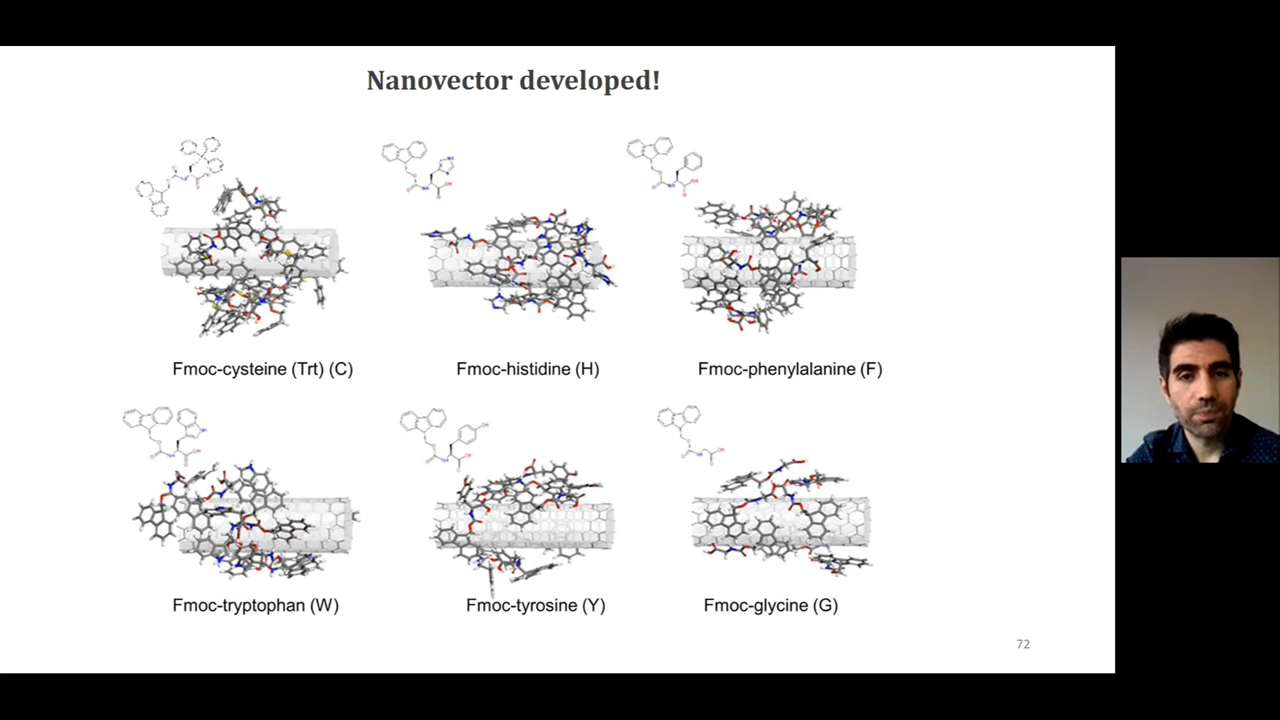 Nanovector developed!
Fmoc-cysteine (Trt) (C)
Fmoc-histidine (H)
Fmoc-phenylalanine (F)
Fmoc-tryptophan (W)
Fmoc-tyrosine (Y)
Fmoc-glycine (G)
72